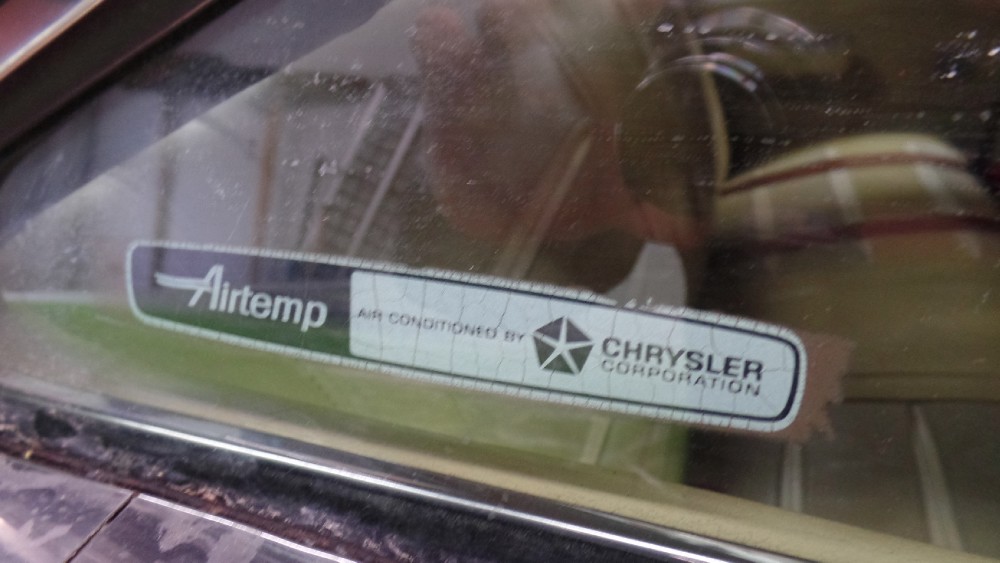 Airtemp
AIR CONDITIONED BY
CHRYSLER
CORPORATION